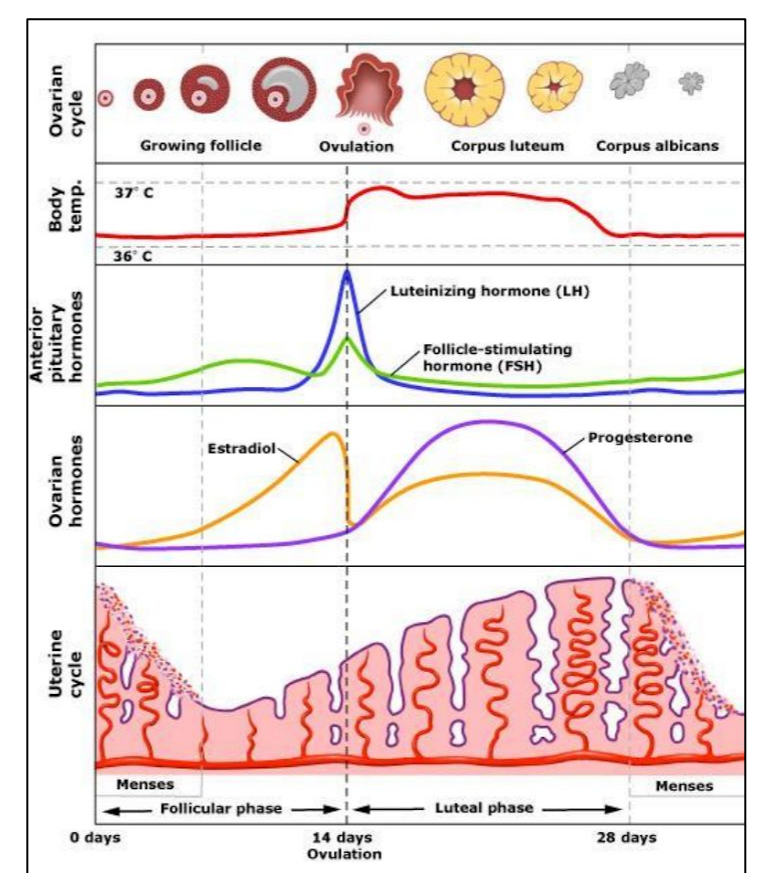 Ovarian
cycle
Growing follicle
Ovulation
Corpus luteum
Corpus albicans
Body
temp.
37° C
36° C
Anterior
pituitary
hormones
Luteinizing hormone (LH)
Follicle-stimulating
hormone (FSH)
Ovarian
hormones
Estradiol
Progesterone
Uterine
cycle
Menses
Menses
Follicular phase
Luteal phase
0 days
14 days
Ovulation
28 days